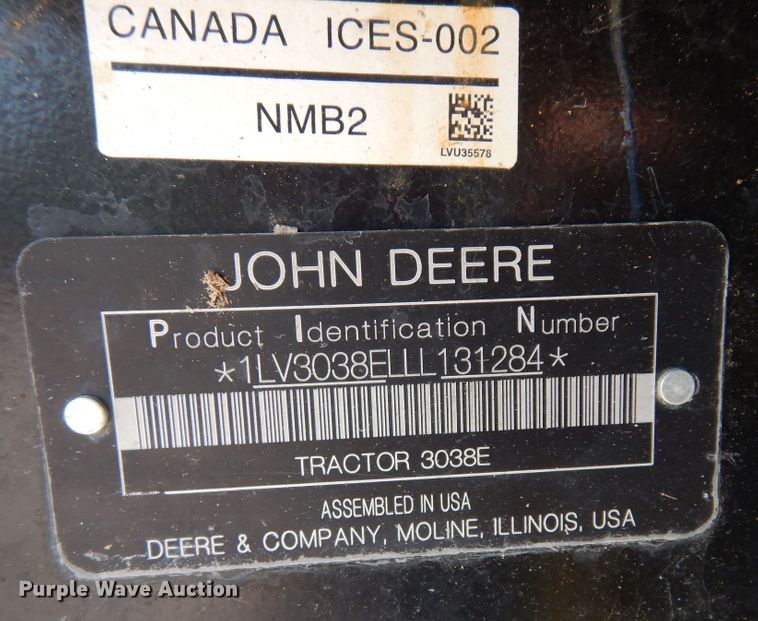 CANADA ICES-002
NMB2
LVU35578
JOHN DEERE
Product Identification Number
*1LV3038ELLL131284*
TRACTOR 3038E
ASSEMBLED IN USA
DEERE & COMPANY, MOLINE, ILLINOIS, USA
Purple Wave Auction